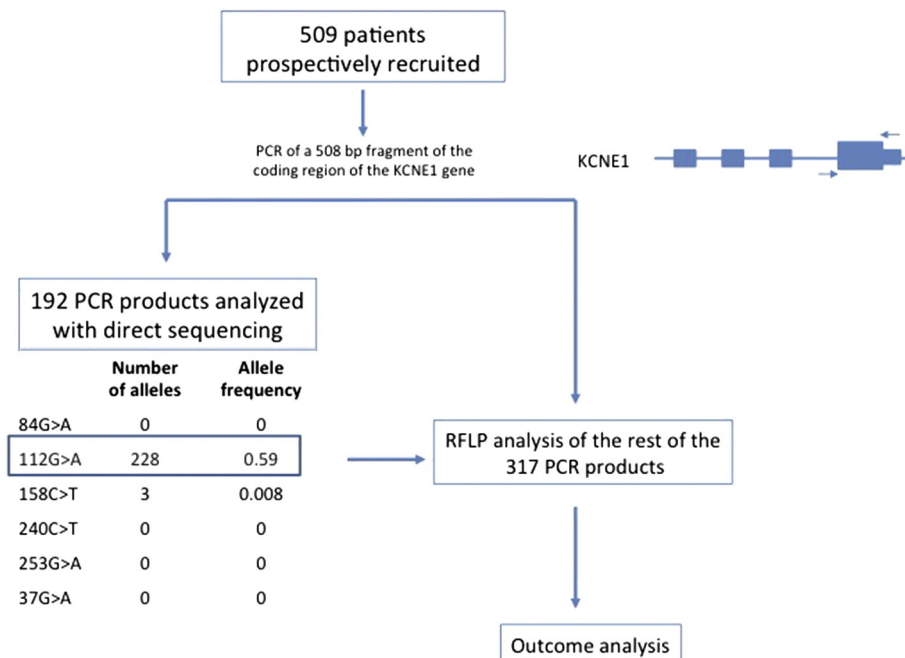 509 patients
prospectively recruited
PCR of a 508 bp fragment of the
coding region of the KCNE1 gene
KCNE1
192 PCR products analyzed
with direct sequencing
Number of alleles Allele frequency
84G>A 0 0
112G>A 228 0.59
158C>T 3 0.008
240C>T 0 0
253G>A 0 0
37G>A 0 0
RFLP analysis of the rest of the
317 PCR products
Outcome analysis